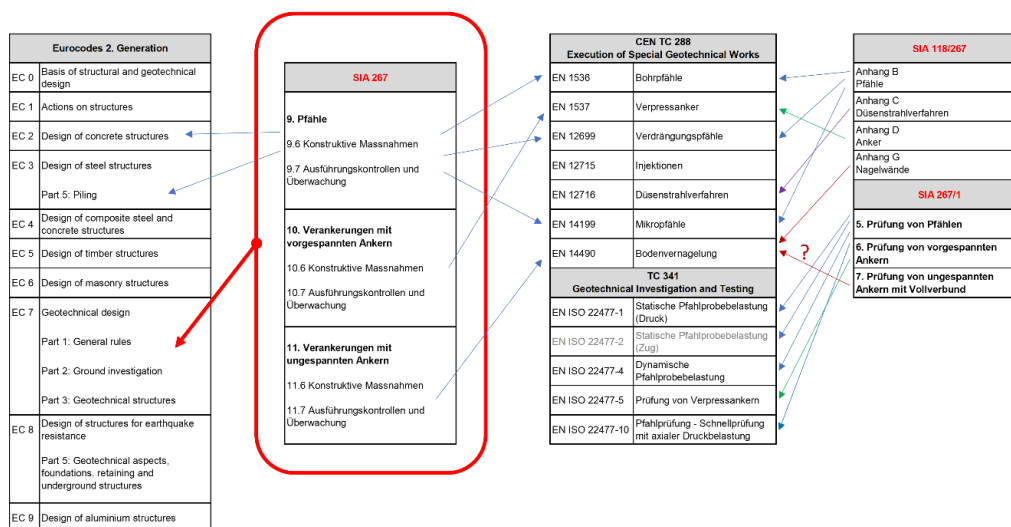 Eurocodes 2. Generation
EC 0 Basis of structural and geotechnical
design
EC 1 Actions on structures
EC 2 Design of concrete structures
EC 3 Design of steel structures
Part 5: Piling
EC 4 Design of composite steel and
concrete structures
EC 5 Design of timber structures
EC 6 Design of masonry structures
EC 7 Geotechnical design
Part 1: General rules
Part 2: Ground investigation
Part 3: Geotechnical structures
EC 8 Design of structures for earthquake
resistance
Part 5: Geotechnical aspects,
foundations, retaining and
underground structures
EC 9 Design of aluminium structures
SIA 267
9. Pfähle
9.6 Konstruktive Massnahmen
9.7 Ausführungskontrollen und
Überwachung
10. Verankerungen mit
vorgespannten Ankern
10.6 Konstruktive Massnahmen
10.7 Ausführungskontrollen und
Überwachung
11. Verankerungen mit
ungespannten Ankern
11.6 Konstruktive Massnahmen
11.7 Ausführungskontrollen und
Überwachung
CEN TC 288
Execution of Special Geotechnical Works
EN 1536 Bohrpfähle
EN 1537 Verpressanker
EN 12699 Verdrängungspfähle
EN 12715 Injektionen
EN 12716 Düsenstrahlverfahren
EN 14199 Mikropfähle
EN 14490 Bodenvernagelung
TC 341
Geotechnical Investigation and Testing
EN ISO 22477-1 Statische Pfahlprobebelastung
(Druck)
EN ISO 22477-2 Statische Pfahlprobebelastung
(Zug)
EN ISO 22477-4 Dynamische
Pfahlprobebelastung
EN ISO 22477-5 Prüfung von Verpressankern
EN ISO 22477-10 Pfahlprüfung - Schnellprüfung
mit axialer Druckbelastung
?
SIA 118/267
Anhang B
Pfähle
Anhang C
Düsenstrahlverfahren
Anhang D
Anker
Anhang G
Nagelwände
SIA 267/1
5. Prüfung von Pfählen
6. Prüfung von vorgespannten
Ankern
7. Prüfung von ungespannten
Ankern mit Vollverbund